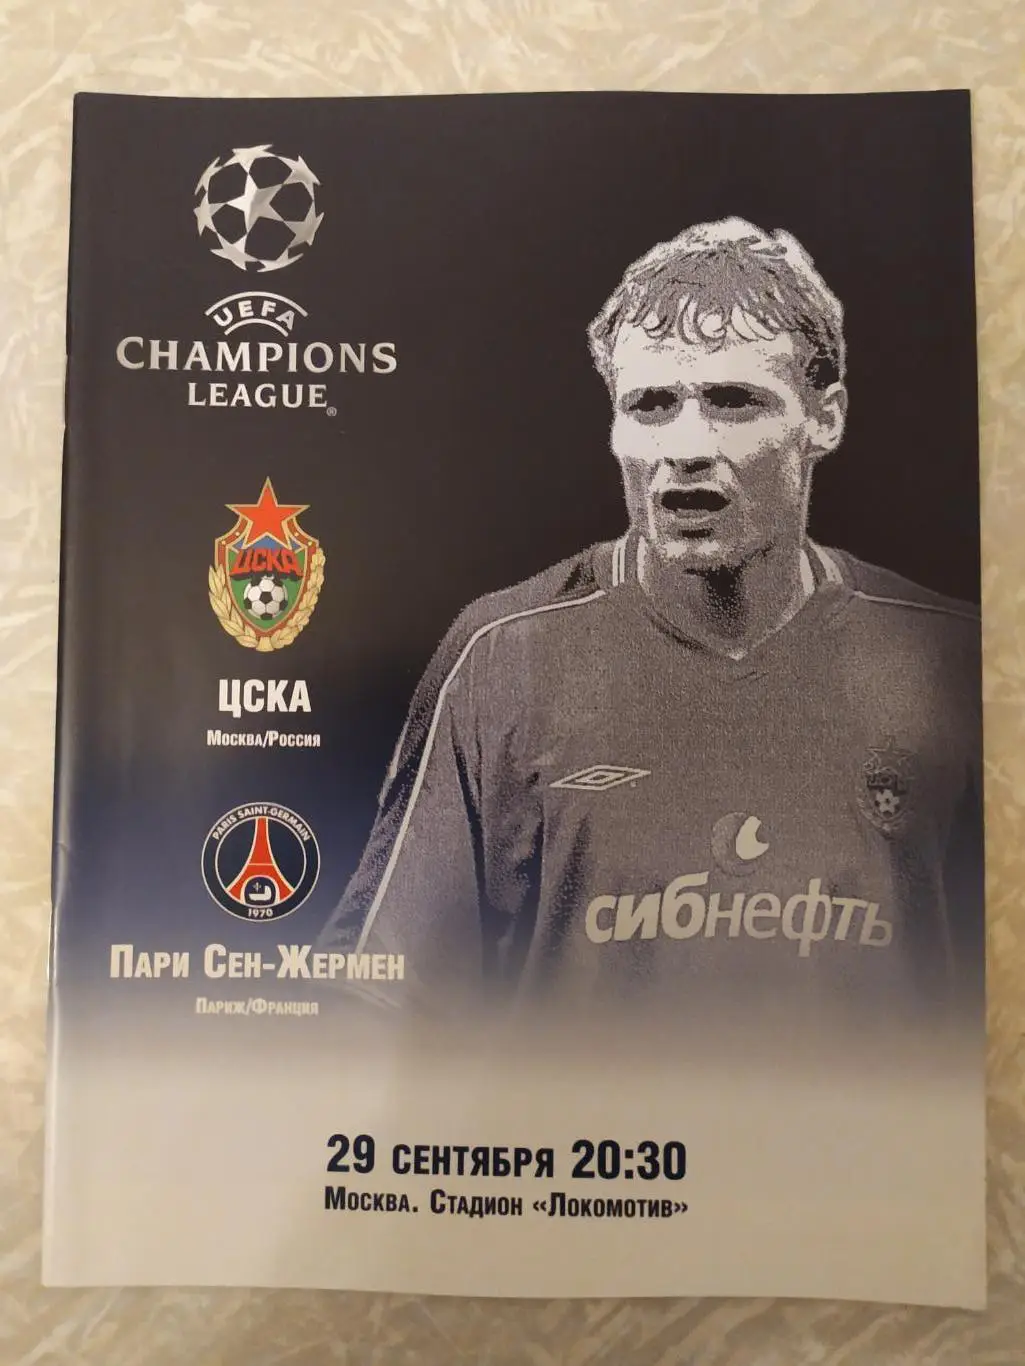 UEFA
CHAMPIONS
LEAGUE®
ЦСКА
ЦСКА
МОСКВА/РОССИЯ
PARIS SAINT-GERMAIN
1970
ПАРИ СЕН-ЖЕРМЕН
ПАРИЖ/ФРАНЦИЯ
ЦСКА
сибнефть
29 СЕНТЯБРЯ 20:30
МОСКВА. СТАДИОН «ЛОКОМОТИВ»